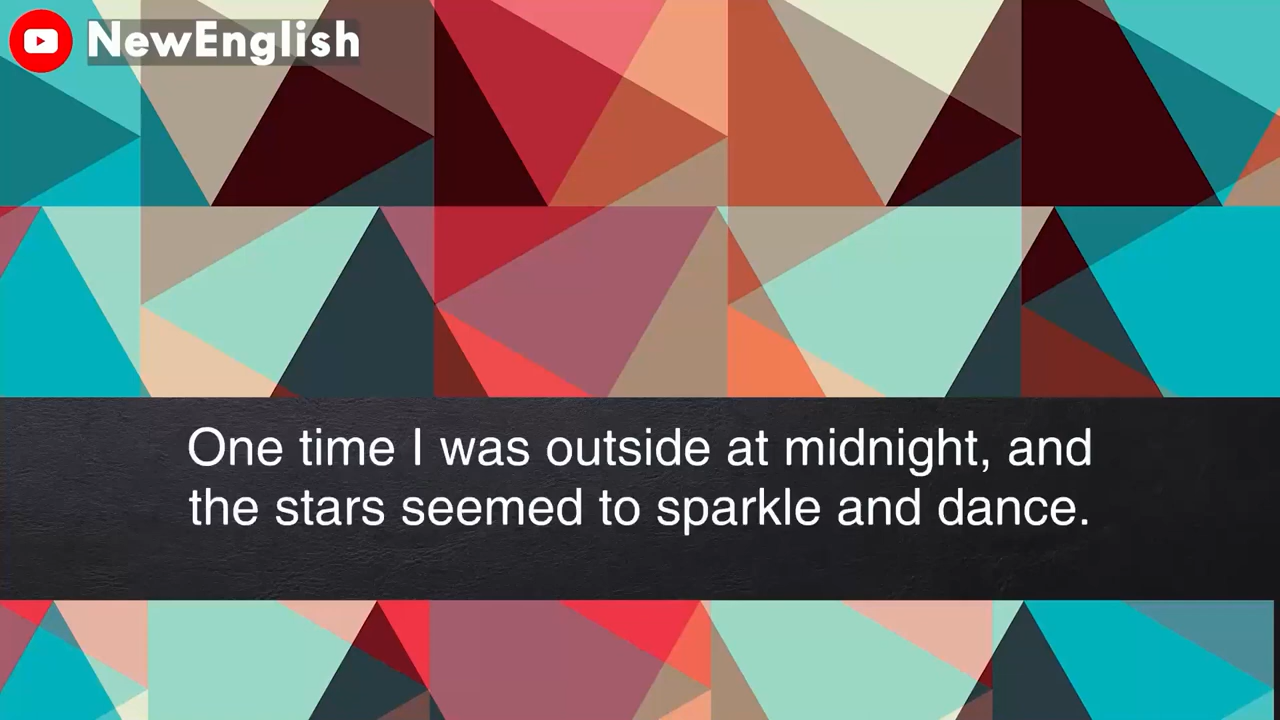 NewEnglish
One time I was outside at midnight, and
the stars seemed to sparkle and dance.